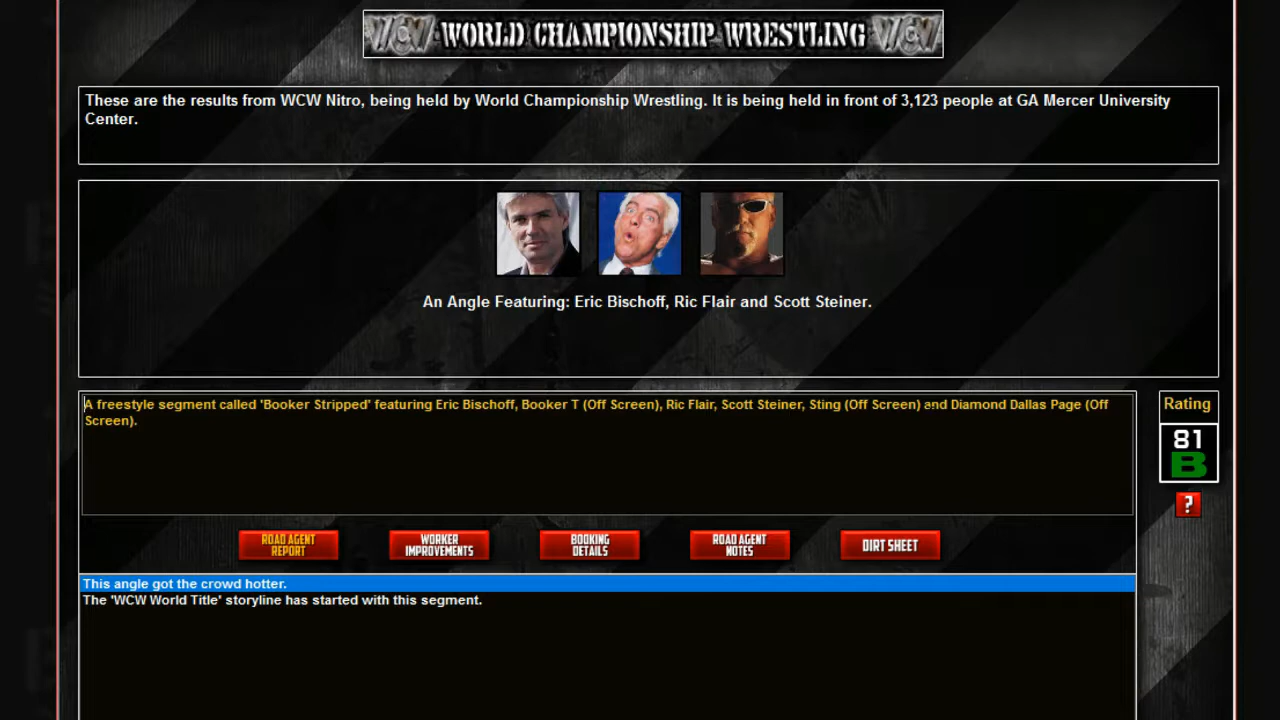 WCW WORLD CHAMPIONSHIP WRESTLING WCW
These are the results from WCW Nitro, being held by World Championship Wrestling. It is being held in front of 3,123 people at GA Mercer University
Center.
An Angle Featuring: Eric Bischoff, Ric Flair and Scott Steiner.
A freestyle segment called 'Booker Stripped' featuring Eric Bischoff, Booker T (Off Screen), Ric Flair, Scott Steiner, Sting (Off Screen) and Diamond Dallas Page (Off
Screen).
Rating
81
B
?
ROAD AGENT
REPORT
WORKER
IMPROVEMENTS
BOOKING
DETAILS
ROAD AGENT
NOTES
DIRT SHEET
This angle got the crowd hotter.
The 'WCW World Title' storyline has started with this segment.